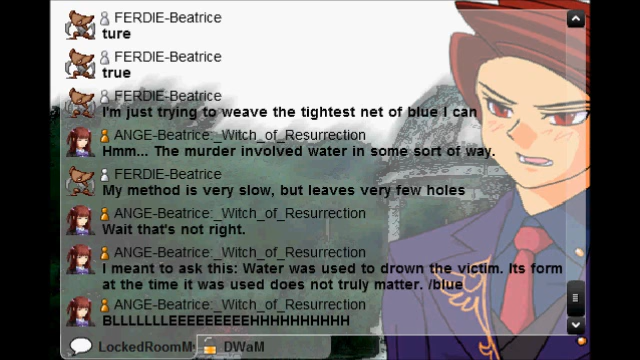 FERDIE-Beatrice
ture
FERDIE-Beatrice
true
FERDIE-Beatrice
I'm just trying to weave the tightest net of blue I can
ANGE-Beatrice:_Witch_of_Resurrection
Hmm... The murder involved water in some sort of way.
FERDIE-Beatrice
My method is very slow, but leaves very few holes
ANGE-Beatrice:_Witch_of_Resurrection
Wait that's not right.
ANGE-Beatrice:_Witch_of_Resurrection
I meant to ask this: Water was used to drown the victim. Its form
at the time it was used does not truly matter. /blue
ANGE-Beatrice:_Witch_of_Resurrection
BLLLLLLLEEEEEEEEEEHHHHHHHHHHH
LockedRoomMy
DWaM